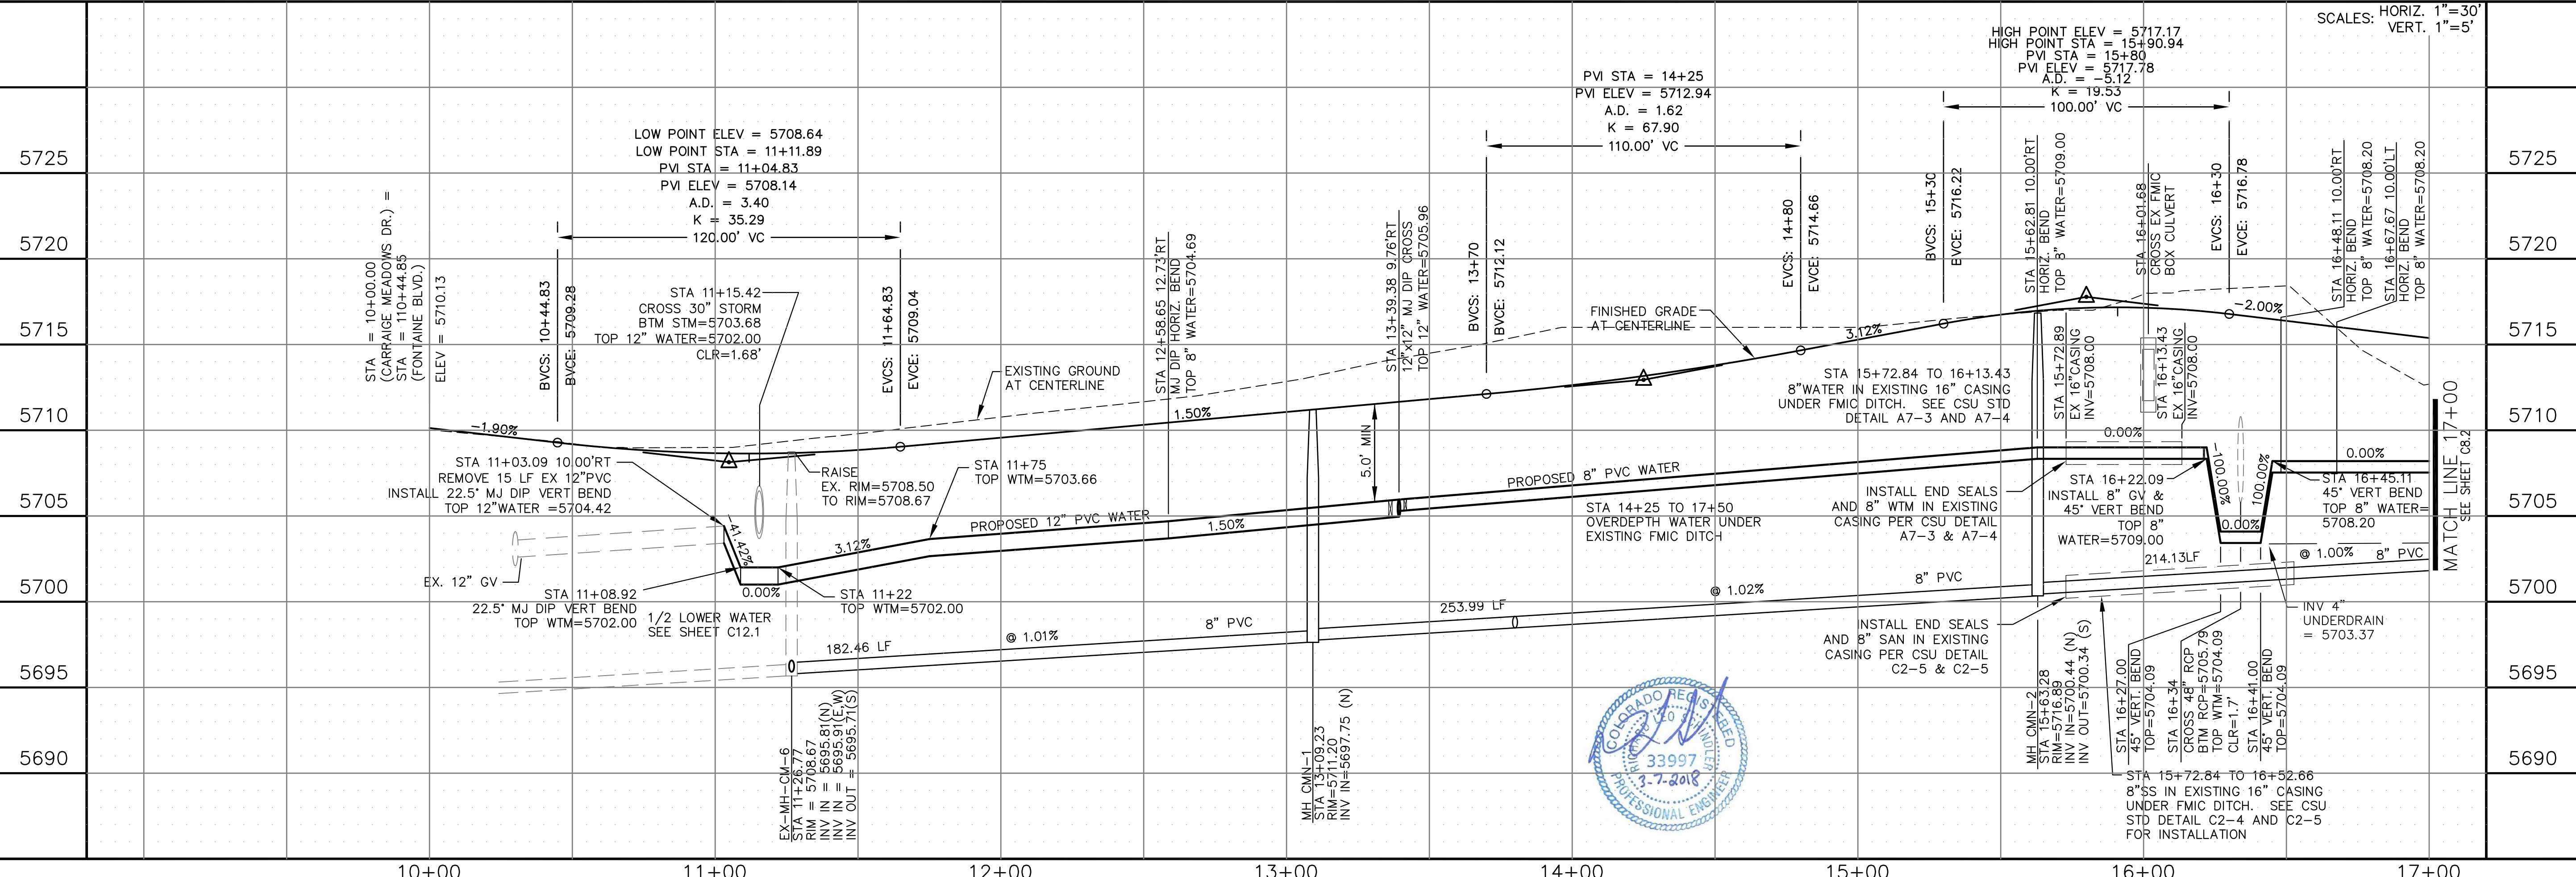 SCALES: HORIZ. 1"=30'
VERT. 1"=5'
HIGH POINT ELEV = 5717.17
HIGH POINT STA = 15+90.94
PVI STA = 15+80
PVI ELEV = 5717.78
A.D. = -5.12
K = 19.53
100.00' VC
PVI STA = 14+25
PVI ELEV = 5712.94
A.D. = 1.62
K = 67.90
110.00' VC
LOW POINT ELEV = 5708.64
LOW POINT STA = 11+11.89
PVI STA = 11+04.83
PVI ELEV = 5708.14
A.D. = 3.40
K = 35.29
120.00' VC
5725
5720
5715
5710
5705
5700
5695
5690
5725
5720
5715
5710
5705
5700
5695
5690
STA = 10+00.00
(CARRAIGE MEADOWS DR.) =
STA = 110+44.85
(FONTAINE BLVD.)
ELEV = 5710.13
BVCS: 10+44.83
BVCE: 5709.28
STA 11+15.42
CROSS 30" STORM
BTM STM=5703.68
TOP 12" WATER=5702.00
CLR=1.68'
EVCS: 11+64.83
EVCE: 5709.04
EXISTING GROUND
AT CENTERLINE
STA 12+58.65 12.73'RT
MJ DIP HORIZ. BEND
TOP 8" WATER=5704.69
STA 13+39.38 9.76'RT
12"x12" MJ DIP CROSS
TOP 12" WATER=5705.96
BVCS: 13+70
BVCE: 5712.12
FINISHED GRADE
AT CENTERLINE
EVCS: 14+80
EVCE: 5714.66
BVCS: 15+30
EVCE: 5716.22
STA 15+62.81 10.00'RT
HORIZ. BEND
TOP 8" WATER=5709.00
STA 16+01.68
CROSS EX FMIC
BOX CULVERT
EVCS: 16+30
EVCE: 5716.78
STA 16+48.11 10.00'RT
HORIZ. BEND
TOP 8" WATER=5708.20
STA 16+67.67 10.00'LT
HORIZ. BEND
TOP 8" WATER=5708.20
-1.90%
1.50%
3.12%
-2.00%
STA 15+72.89
EX 16"CASING
INV=5708.00
STA 16+13.43
EX 16"CASING
INV=5708.00
STA 15+72.84 TO 16+13.43
8"WATER IN EXISTING 16" CASING
UNDER FMIC DITCH. SEE CSU STD
DETAIL A7-3 AND A7-4
STA 11+03.09 10.00'RT
REMOVE 15 LF EX 12"PVC
INSTALL 22.5° MJ DIP VERT BEND
TOP 12"WATER =5704.42
RAISE
EX. RIM=5708.50
TO RIM=5708.67
STA 11+75
TOP WTM=5703.66
5.0' MIN
PROPOSED 12" PVC WATER
1.50%
PROPOSED 8" PVC WATER
STA 14+25 TO 17+50
OVERDEPTH WATER UNDER
EXISTING FMIC DITCH
INSTALL END SEALS
AND 8" WTM IN EXISTING
CASING PER CSU DETAIL
A7-3 & A7-4
0.00%
STA 16+22.09
INSTALL 8" GV &
45° VERT BEND
TOP 8"
WATER=5709.00
-100.00%
0.00%
100.00%
0.00%
STA 16+45.11
45° VERT BEND
TOP 8" WATER=
5708.20
MATCH LINE 17+00
SEE SHEET C8.2
-41.42%
3.12%
0.00%
EX. 12" GV
STA 11+08.92
22.5° MJ DIP VERT BEND
TOP WTM=5702.00
1/2 LOWER WATER
SEE SHEET C12.1
STA 11+22
TOP WTM=5702.00
182.46 LF
@ 1.01%
8" PVC
253.99 LF
@ 1.02%
8" PVC
214.13LF
@ 1.00%
8" PVC
INV 4"
UNDERDRAIN
= 5703.37
INSTALL END SEALS
AND 8" SAN IN EXISTING
CASING PER CSU DETAIL
C2-5 & C2-5
EX-MH-CM-6
STA 11+26.77
RIM = 5708.67
INV IN = 5695.81(N)
INV IN = 5695.91(E,W)
INV OUT = 5695.71(S)
MH CMN-1
STA 13+09.23
RIM=5711.20
INV IN=5697.75 (N)
MH CMN-2
STA 15+63.28
RIM=5716.89
INV IN=5700.44 (N)
INV OUT=5700.34 (S)
STA 16+27.00
45° VERT. BEND
TOP=5704.09
STA 16+34
CROSS 48" RCP
BTM RCP=5705.79
TOP WTM=5704.09
CLR=1.7'
STA 16+41.00
45° VERT. BEND
TOP=5704.09
STA 15+72.84 TO 16+52.66
8"SS IN EXISTING 16" CASING
UNDER FMIC DITCH. SEE CSU
STD DETAIL C2-4 AND C2-5
FOR INSTALLATION
COLORADO REGISTERED
33997
3-7-2018
PROFESSIONAL ENGINEER
10+00
11+00
12+00
13+00
14+00
15+00
16+00
17+00